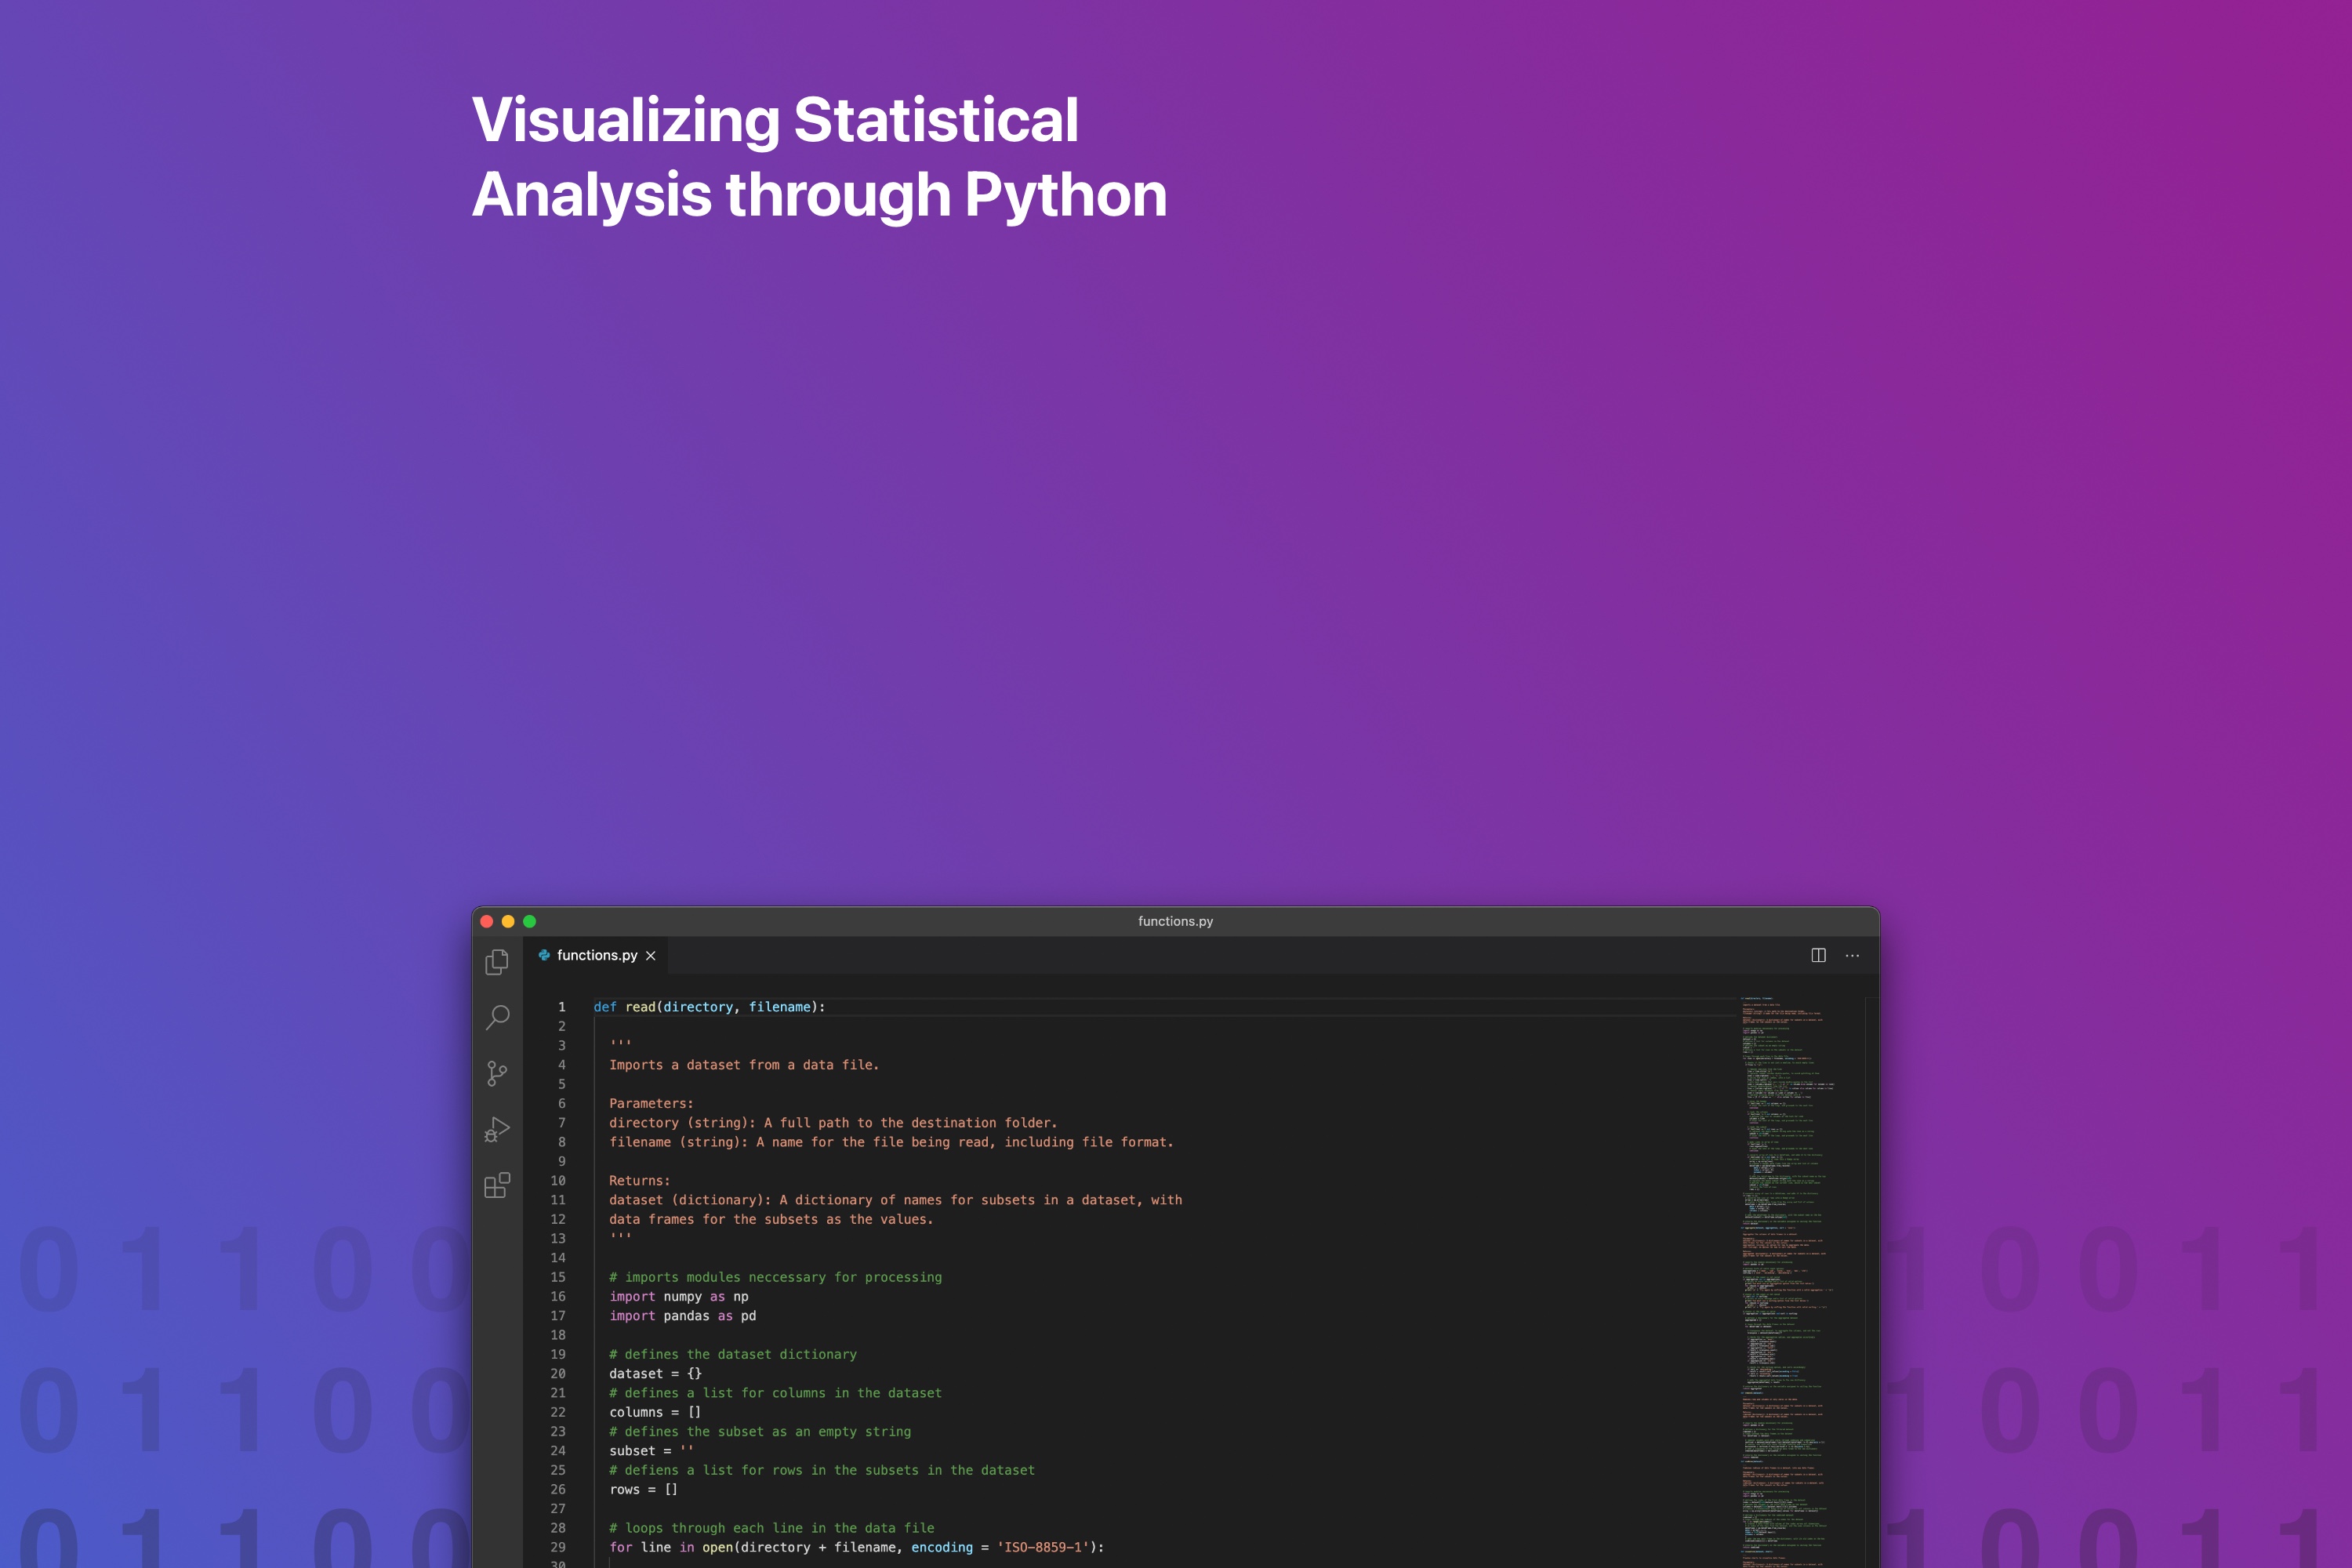 Visualizing Statistical
Analysis through Python
functions.py
functions.py
1 def read(directory, filename):
2
3 '''
4 Imports a dataset from a data file.
5
6 Parameters:
7 directory (string): A full path to the destination folder.
8 filename (string): A name for the file being read, including file format.
9
10 Returns:
11 dataset (dictionary): A dictionary of names for subsets in a dataset, with
12 data frames for the subsets as the values.
13 '''
14
15 # imports modules neccessary for processing
16 import numpy as np
17 import pandas as pd
18
19 # defines the dataset dictionary
20 dataset = {}
21 # defines a list for columns in the dataset
22 columns = []
23 # defines the subset as an empty string
24 subset = ''
25 # defiens a list for rows in the subsets in the dataset
26 rows = []
27
28 # loops through each line in the data file
29 for line in open(directory + filename, encoding = 'ISO-8859-1'):
30
0 1 1 0 0 1 0 0 1
0 1 1 0 0 1 0 0 1
0 1 1 0 0 1 0 0 1 1